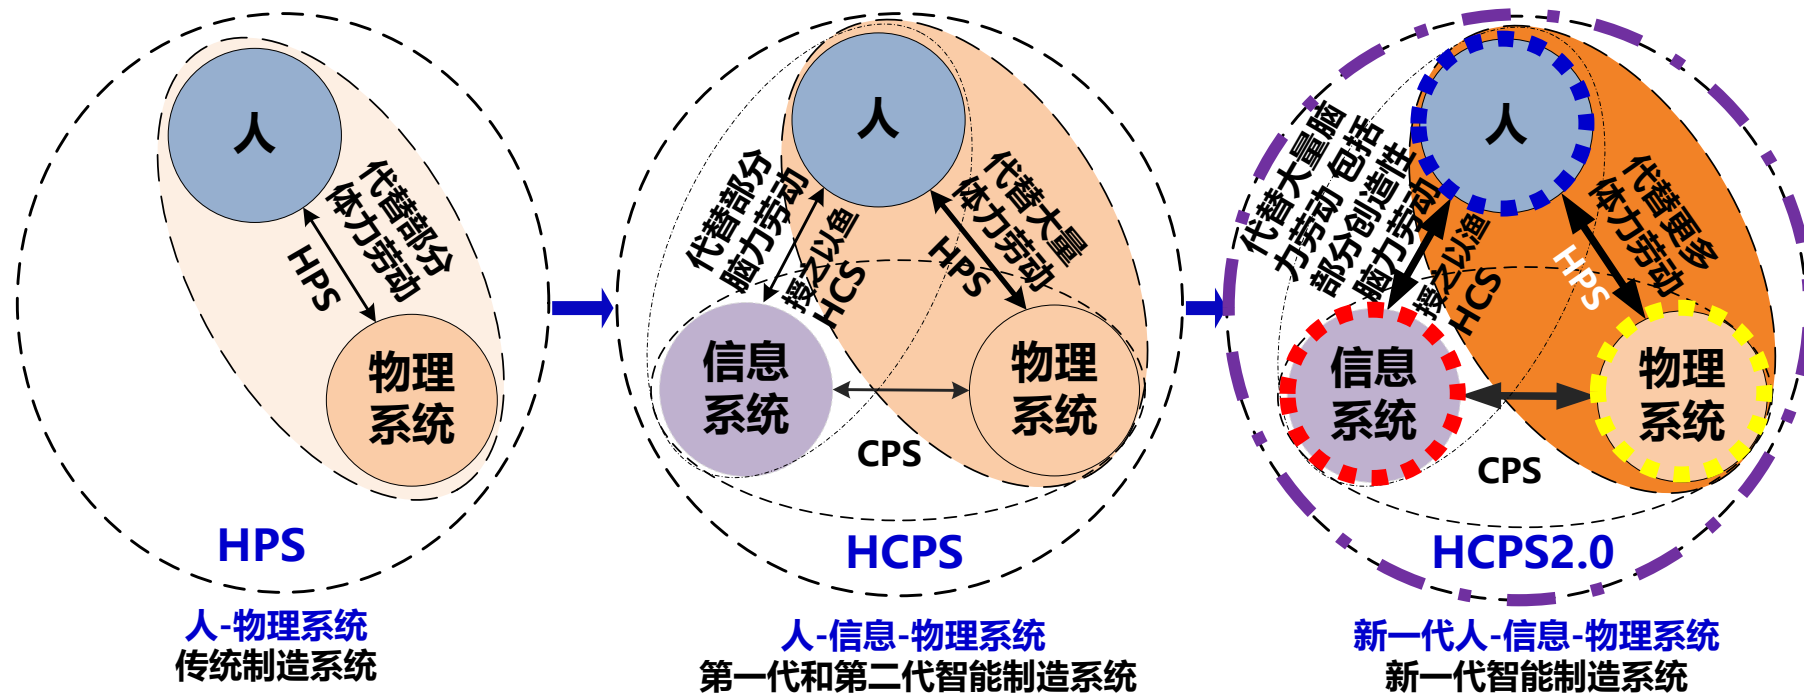 人
代替部分
体力劳动
HPS
物理
系统
HPS
人-物理系统
传统制造系统
人
代替部分
脑力劳动
授之以鱼
HCS
代替大量
体力劳动
HPS
信息
系统
物理
系统
CPS
HCPS
人-信息-物理系统
第一代和第二代智能制造系统
人
代替大量脑
力劳动 包括
部分创造性
脑力劳动
授之以渔
HCS
代替更多
体力劳动
HPS
信息
系统
物理
系统
CPS
HCPS2.0
新一代人-信息-物理系统
新一代智能制造系统